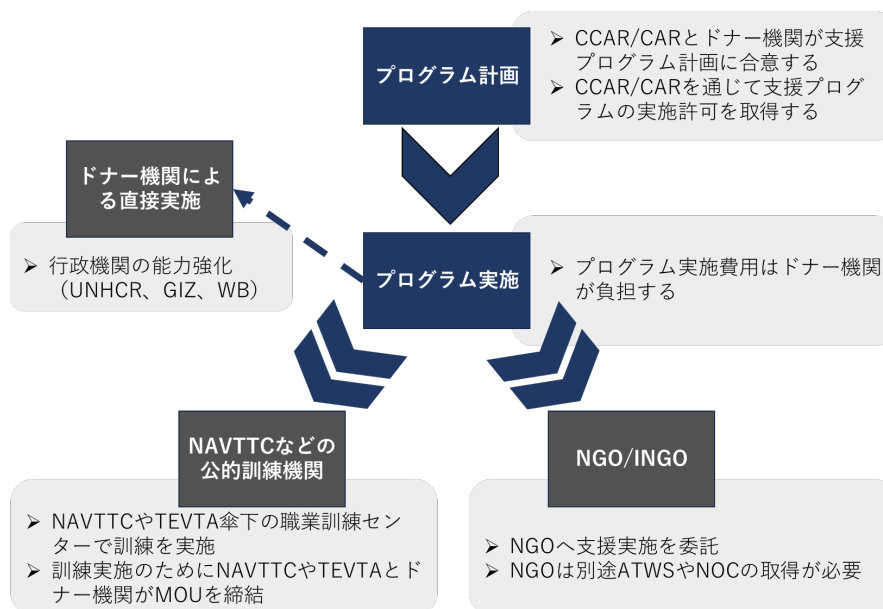 プログラム計画
➢ CCAR/CARとドナー機関が支援
プログラム計画に合意する
➢ CCAR/CARを通じて支援プログ
ラムの実施許可を取得する
ドナー機関によ
る直接実施
➢ 行政機関の能力強化
（UNHCR、GIZ、WB）
プログラム実施
➢ プログラム実施費用はドナー機関
が負担する
NAVTTCなどの
公的訓練機関
➢ NAVTTCやTEVTA傘下の職業訓練セン
ターで訓練を実施
➢ 訓練実施のためにNAVTTCやTEVTAとド
ナー機関がMOUを締結
NGO/INGO
➢ NGOへ支援実施を委託
➢ NGOは別途ATWSやNOCの取得が必要